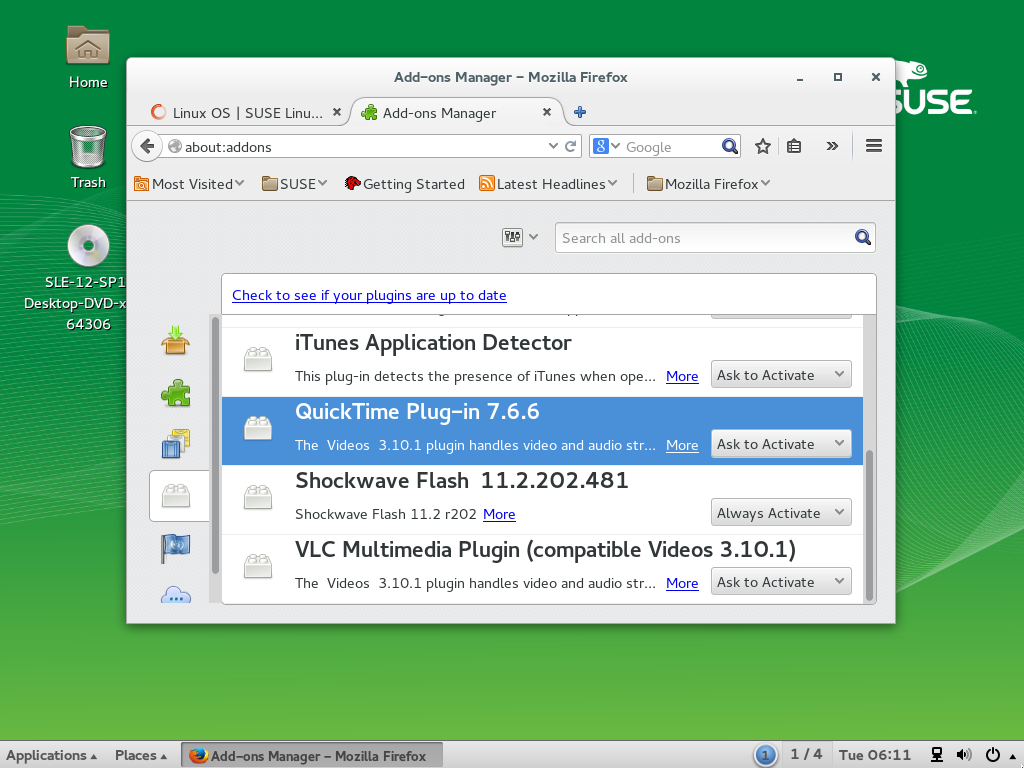 Home
Trash
SLE-12-SP1
Desktop-DVD-x
64306
SUSE
Add-ons Manager - Mozilla Firefox
Linux OS | SUSE Linu...
Add-ons Manager
about:addons
8
Google
Most Visited
SUSE
Getting Started
Latest Headlines
Mozilla Firefox
Search all add-ons
Check to see if your plugins are up to date
iTunes Application Detector
This plug-in detects the presence of iTunes when ope... More
Ask to Activate
QuickTime Plug-in 7.6.6
The Videos 3.10.1 plugin handles video and audio str... More
Ask to Activate
Shockwave Flash 11.2.202.481
Shockwave Flash 11.2 r202 More
Always Activate
VLC Multimedia Plugin (compatible Videos 3.10.1)
The Videos 3.10.1 plugin handles video and audio str... More
Ask to Activate
Applications
Places
Add-ons Manager - Mozilla Firefox
1
1 / 4
Tue 06:11